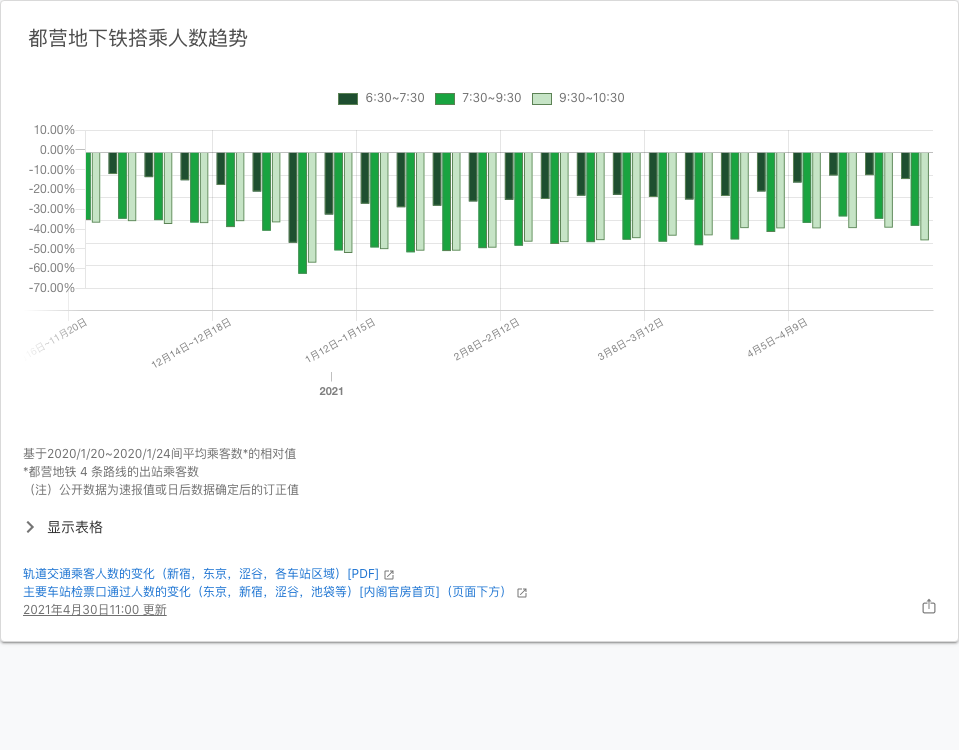 都营地下铁搭乘人数趋势
6:30~7:30 7:30~9:30 9:30~10:30
10.00%
0.00%
-10.00%
-20.00%
-30.00%
-40.00%
-50.00%
-60.00%
-70.00%
~11月20日
12月14日~12月18日
1月12日~1月15日
2月8日~2月12日
3月8日~3月12日
4月5日~4月9日
2021
基于2020/1/20~2020/1/24间平均乘客数*的相对值
*都营地铁 4 条路线的出站乘客数
（注）公开数据为速报值或日后数据确定后的订正值
显示表格
轨道交通乘客人数的变化（新宿，东京，涩谷，各车站区域）[PDF]
主要车站检票口通过人数的变化（东京，新宿，涩谷，池袋等）[内阁官房首页]（页面下方）
2021年4月30日11:00 更新